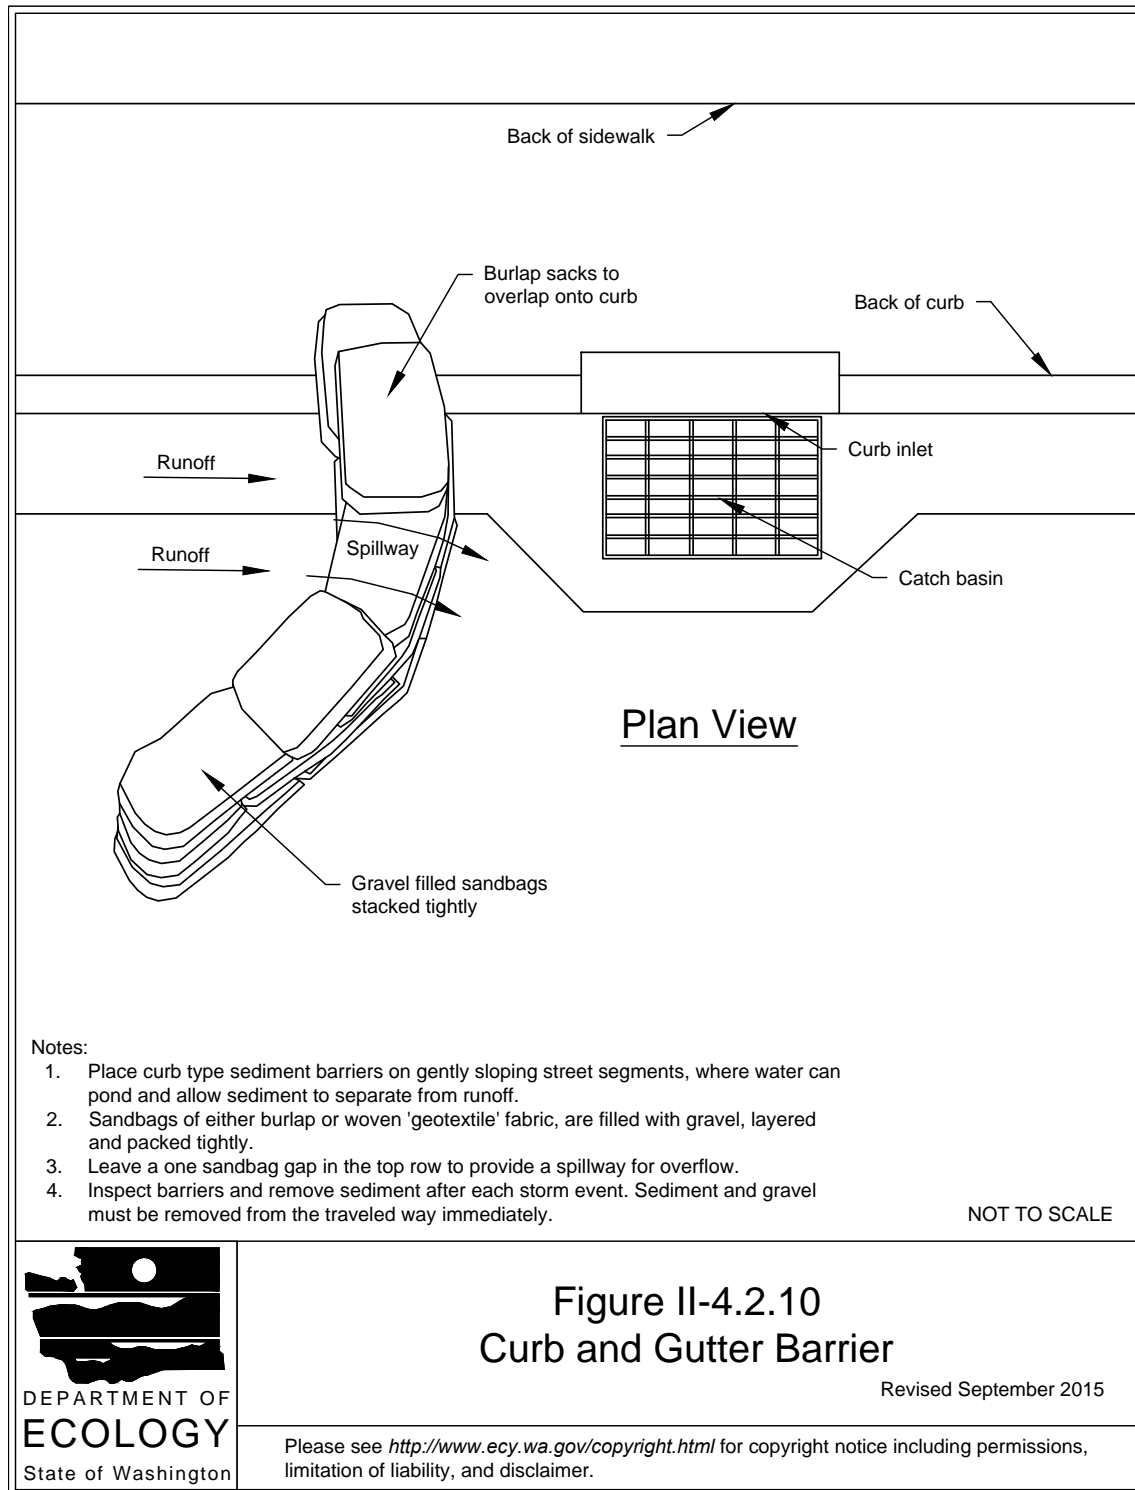 Back of sidewalk
Burlap sacks to
overlap onto curb
Back of curb
Curb inlet
Runoff
Spillway
Runoff
Catch basin
Plan View
Gravel filled sandbags
stacked tightly
Notes:
1. Place curb type sediment barriers on gently sloping street segments, where water can
pond and allow sediment to separate from runoff.
2. Sandbags of either burlap or woven 'geotextile' fabric, are filled with gravel, layered
and packed tightly.
3. Leave a one sandbag gap in the top row to provide a spillway for overflow.
4. Inspect barriers and remove sediment after each storm event. Sediment and gravel
must be removed from the traveled way immediately.
NOT TO SCALE
Figure II-4.2.10
Curb and Gutter Barrier
Revised September 2015
DEPARTMENT OF
ECOLOGY
State of Washington
Please see http://www.ecy.wa.gov/copyright.html for copyright notice including permissions,
limitation of liability, and disclaimer.